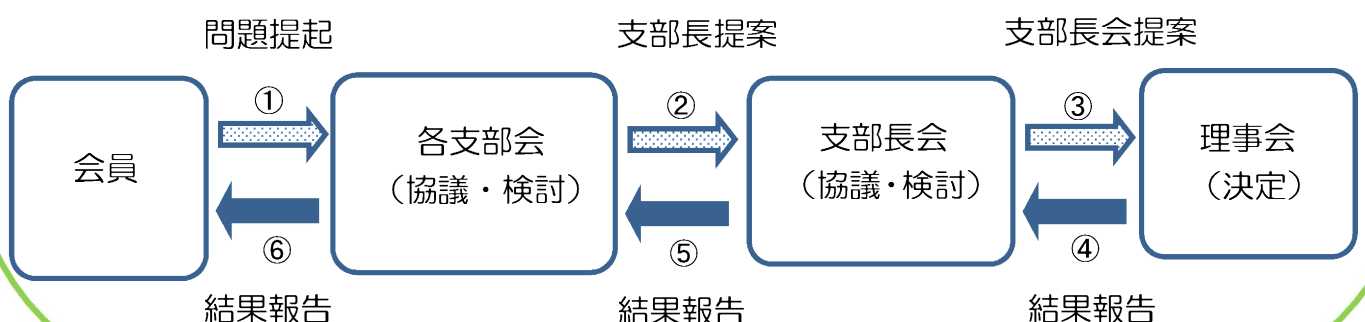 問題提起
支部長提案
支部長会提案
①
②
③
会員
各支部会
(協議・検討)
支部長会
(協議・検討)
理事会
(決定)
⑥
⑤
④
結果報告
結果報告
結果報告